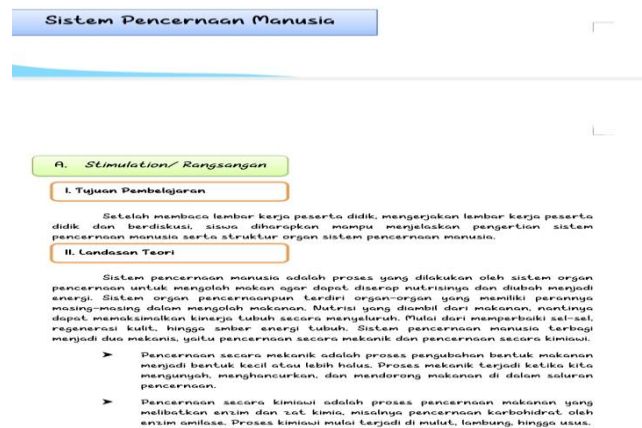 Sistem Pencernaan Manusia
A. Stimulation/ Rangsangan
I. Tujuan Pembelajaran
Setelah membaca lembar kerja peserta didik, mengerjakan lembar kerja peserta
didik dan berdiskusi, siswa diharapkan mampu menjelaskan pengertian sistem
pencernaan manusia serta struktur organ sistem pencernaan manusia.
II. Landasan Teori
Sistem pencernaan manusia adalah proses yang dilakukan oleh sistem organ
pencernaan untuk mengolah makan agar dapat diserap nutrisinya dan diubah menjadi
energi. Sistem organ pencernaanpun terdiri organ-organ yang memiliki perannya
masing-masing dalam mengolah makanan. Nutrisi yang diambil dari makanan, nantinya
dapat memaksimalkan kinerja tubuh secara menyeluruh. Mulai dari memperbaiki sel-sel,
regenerasi kulit, hingga smber energi tubuh. Sistem pencernaan manusia terbagi
menjadi dua mekanis, yaitu pencernaan secara mekanik dan pencernaan secara kimiawi.
➤ Pencernaan secara mekanik adalah proses pengubahan bentuk makanan
menjadi bentuk kecil atau lebih halus. Proses mekanik terjadi ketika kita
mengunyah, menghancurkan, dan mendorong makanan di dalam saluran
pencernaan.
➤ Pencernaan secara kimiawi adalah proses pencernaan makanan yang
melibatkan enzim dan zat kimia, misalnya pencernaan karbohidrat oleh
enzim amilase. Proses kimiawi mulai terjadi di mulut, lambung, hingga usus.